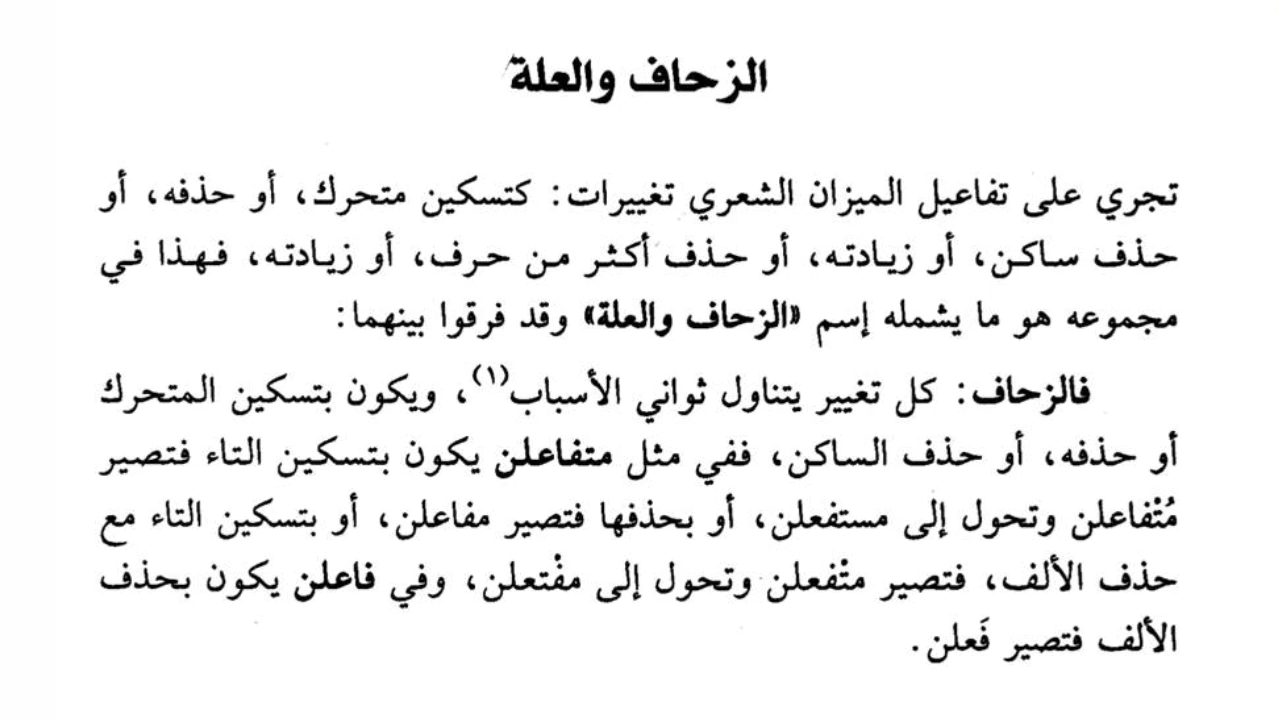 الزحاف والعلة
تجري على تفاعيل الميزان الشعري تغييرات: كتسكين متحرك، أو حذفه، أو
حذف ساكن، أو زيادته، أو حذف أكثر من حرف، أو زيادته، فهذا في
مجموعه هو ما يشمله إسم «الزحاف والعلة» وقد فرقوا بينهما:
فالزحاف: كل تغيير يتناول ثواني الأسباب(١)، ويكون بتسكين المتحرك
أو حذفه، أو حذف الساكن، ففي مثل متفاعلن يكون بتسكين التاء فتصير
مُتْفاعلن وتحول إلى مستفعلن، أو بحذفها فتصير مفاعلن، أو بتسكين التاء مع
حذف الألف، فتصير متْفعلن وتحول إلى مفْتعلن، وفي فاعلن يكون بحذف
الألف فتصير فَعلن.